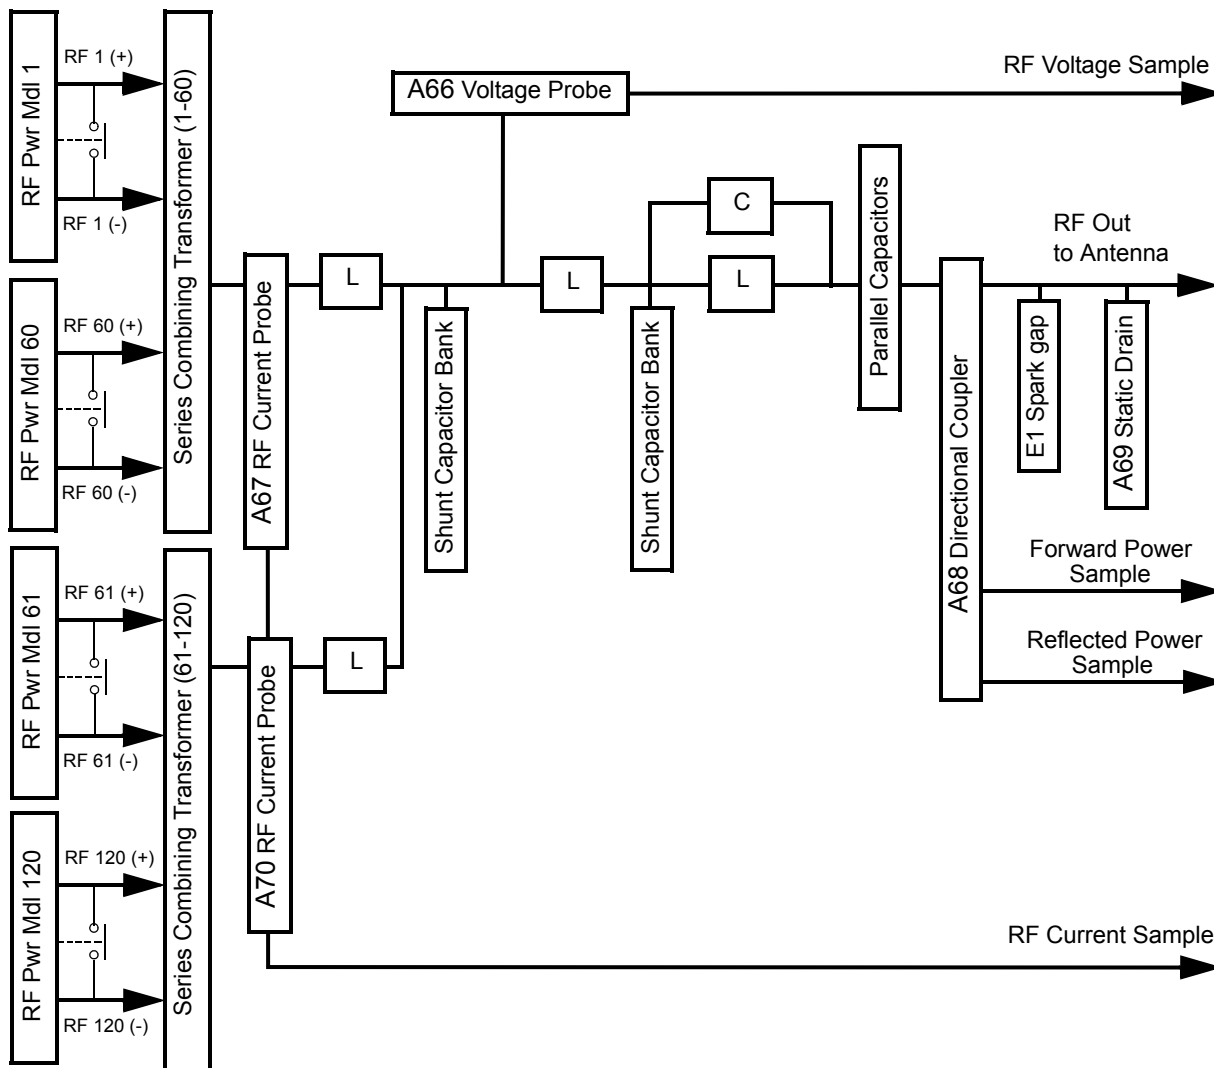 RF Pwr Mdl 1
RF 1 (+)
RF 1 (-)
RF Pwr Mdl 60
RF 60 (+)
RF 60 (-)
Series Combining Transformer (1-60)
RF Pwr Mdl 61
RF 61 (+)
RF 61 (-)
RF Pwr Mdl 120
RF 120 (+)
RF 120 (-)
Series Combining Transformer (61-120)
A67 RF Current Probe
A70 RF Current Probe
L
L
A66 Voltage Probe
RF Voltage Sample
Shunt Capacitor Bank
L
C
L
Shunt Capacitor Bank
Parallel Capacitors
A68 Directional Coupler
RF Out
to Antenna
E1 Spark gap
A69 Static Drain
Forward Power
Sample
Reflected Power
Sample
RF Current Sample